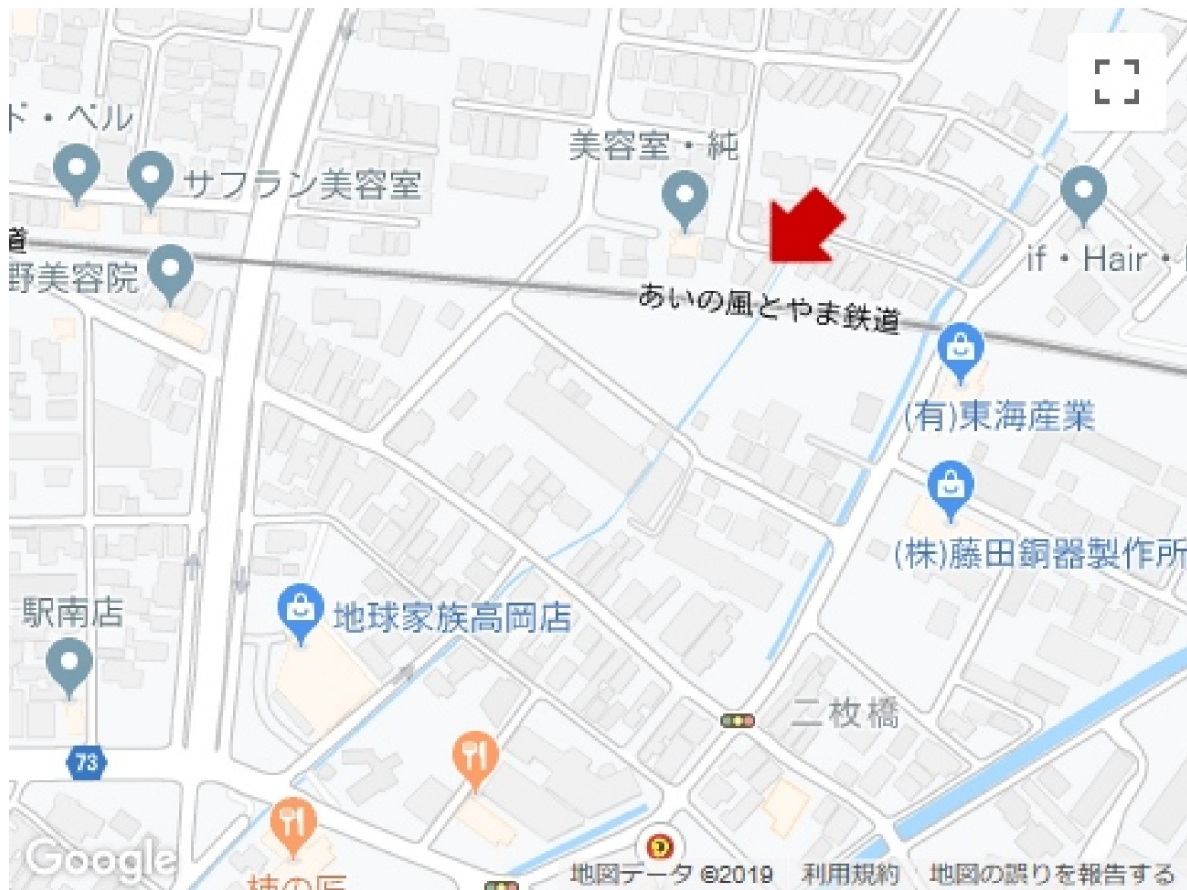 ド・ベル
美容室・純
サフラン美容室
道
野美容院
if・Hair・
あいの風とやま鉄道
(有)東海産業
(株)藤田銅器製作所
駅南店
地球家族高岡店
二枚橋
73
柿の匠
Google
地図データ ©2019 利用規約 地図の誤りを報告する